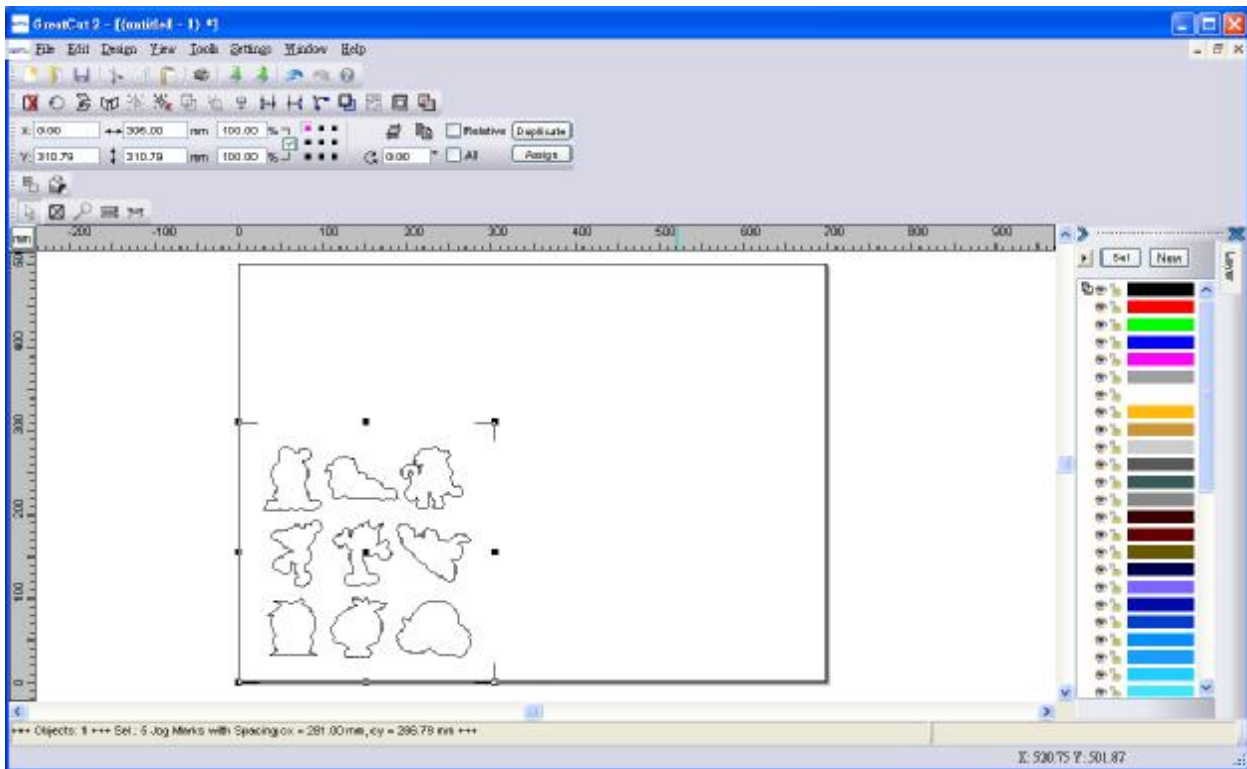 GreatCut 2 - [(untitled - 1) *]
File Edit Design View Tools Settings Window Help
X: 0.00 306.00 mm 100.00 % Relative Duplicate
Y: 310.79 310.79 mm 100.00 % 0.00 ° All Assign
mm -200 -100 0 100 200 300 400 500 600 700 800 900
Set New
Layer
500
400
300
200
100
0
+++ Objects: 1 +++ Sel.: 5 Jog Marks with Spacing cx = 281.00 mm, cy = 286.79 mm +++
X: 530.75 Y: 501.87